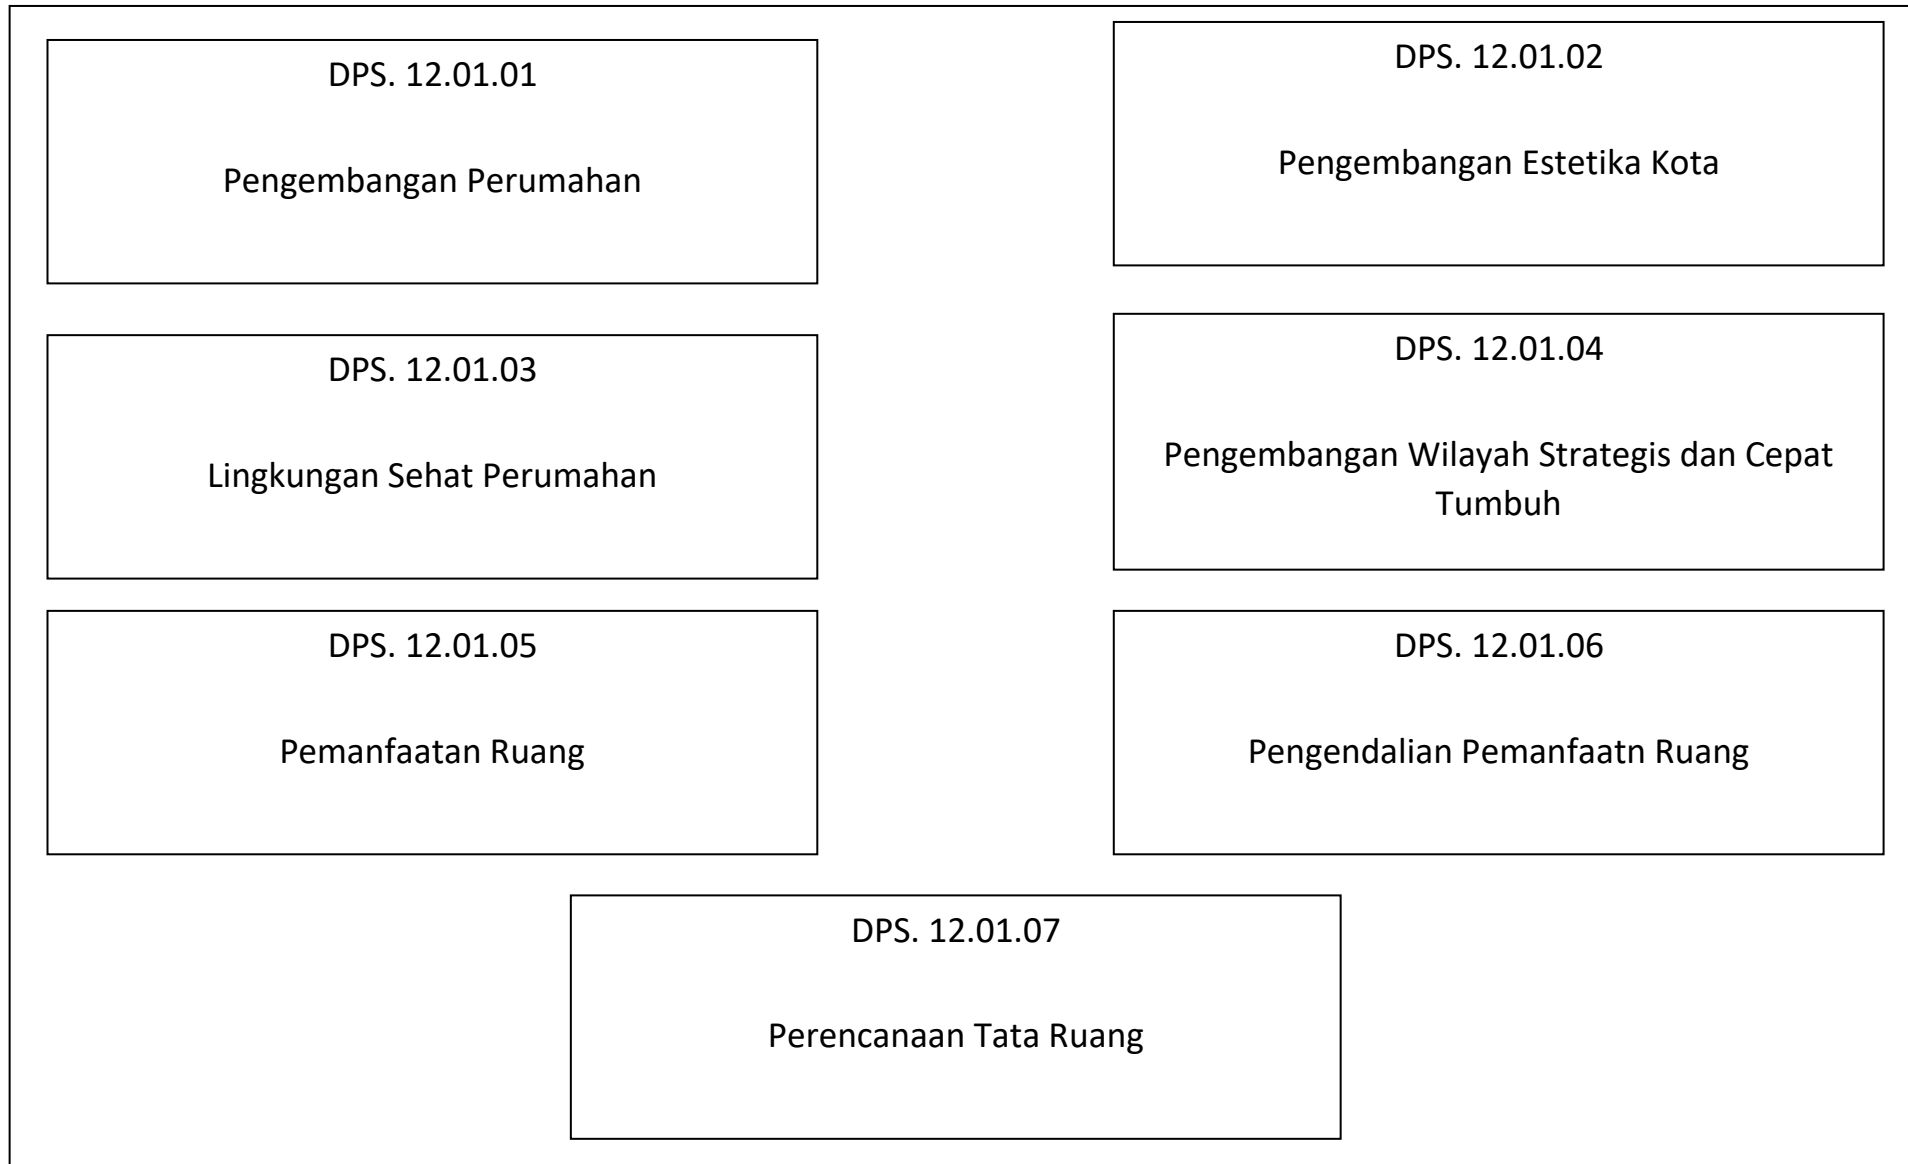 DPS. 12.01.01
Pengembangan Perumahan
DPS. 12.01.02
Pengembangan Estetika Kota
DPS. 12.01.03
Lingkungan Sehat Perumahan
DPS. 12.01.04
Pengembangan Wilayah Strategis dan Cepat
Tumbuh
DPS. 12.01.05
Pemanfaatan Ruang
DPS. 12.01.06
Pengendalian Pemanfaatn Ruang
DPS. 12.01.07
Perencanaan Tata Ruang